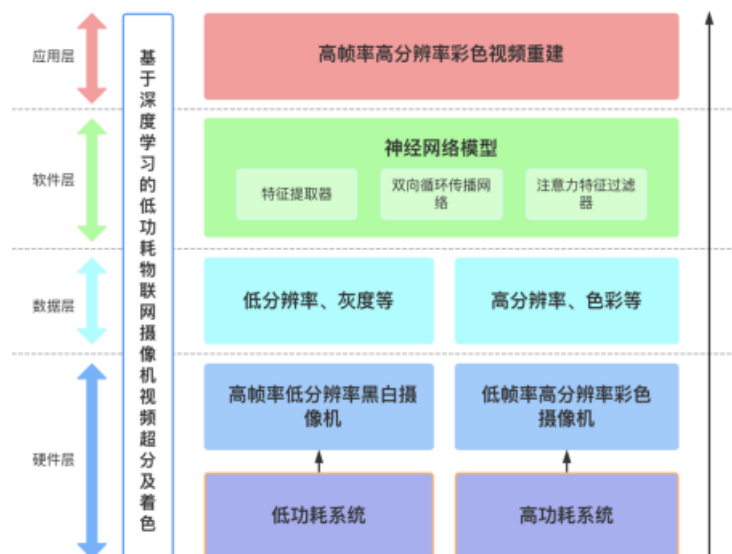 应用层
高帧率高分辨率彩色视频重建
基于深度学习的低功耗物联网摄像机视频超分及着色
软件层
神经网络模型
特征提取器
双向循环传播网
络
注意力特征过滤
器
数据层
低分辨率、灰度等
高分辨率、色彩等
硬件层
高帧率低分辨率黑白摄
像机
低帧率高分辨率彩色
摄像机
低功耗系统
高功耗系统